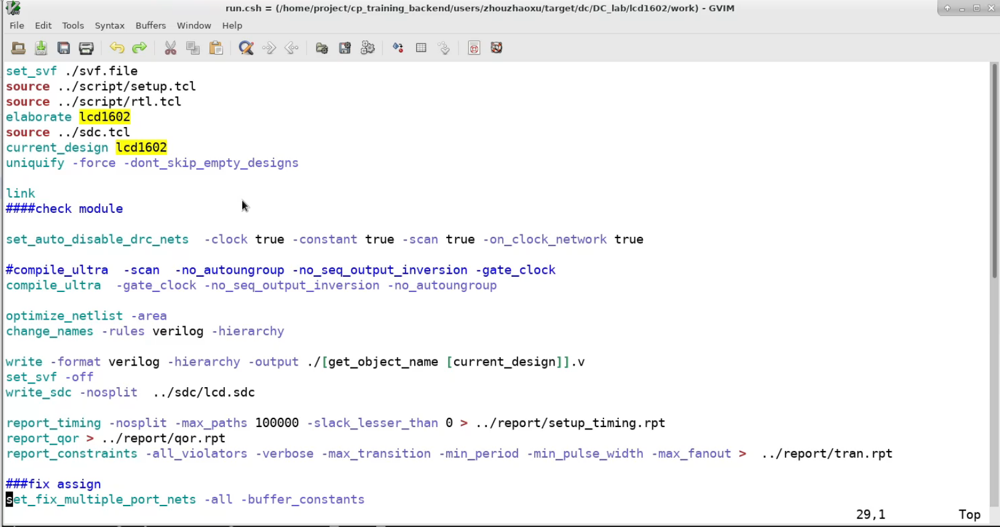 run.csh = (/home/project/cp_training_backend/users/zhouzhaoxu/target/dc/DC_lab/lcd1602/work) - GVIM
File Edit Tools Syntax Buffers Window Help
set_svf ./svf.file
source ../script/setup.tcl
source ../script/rtl.tcl
elaborate lcd1602
source ../sdc.tcl
current_design lcd1602
uniquify -force -dont_skip_empty_designs
link
####check module
set_auto_disable_drc_nets  -clock true -constant true -scan true -on_clock_network true
#compile_ultra  -scan  -no_autoungroup -no_seq_output_inversion -gate_clock
compile_ultra  -gate_clock -no_seq_output_inversion -no_autoungroup
optimize_netlist -area
change_names -rules verilog -hierarchy
write -format verilog -hierarchy -output ./[get_object_name [current_design]].v
set_svf -off
write_sdc -nosplit  ../sdc/lcd.sdc
report_timing -nosplit -max_paths 100000 -slack_lesser_than 0 > ../report/setup_timing.rpt
report_qor > ../report/qor.rpt
report_constraints -all_violators -verbose -max_transition -min_period -min_pulse_width -max_fanout >  ../report/tran.rpt
###fix assign
set_fix_multiple_port_nets -all -buffer_constants
29,1 Top